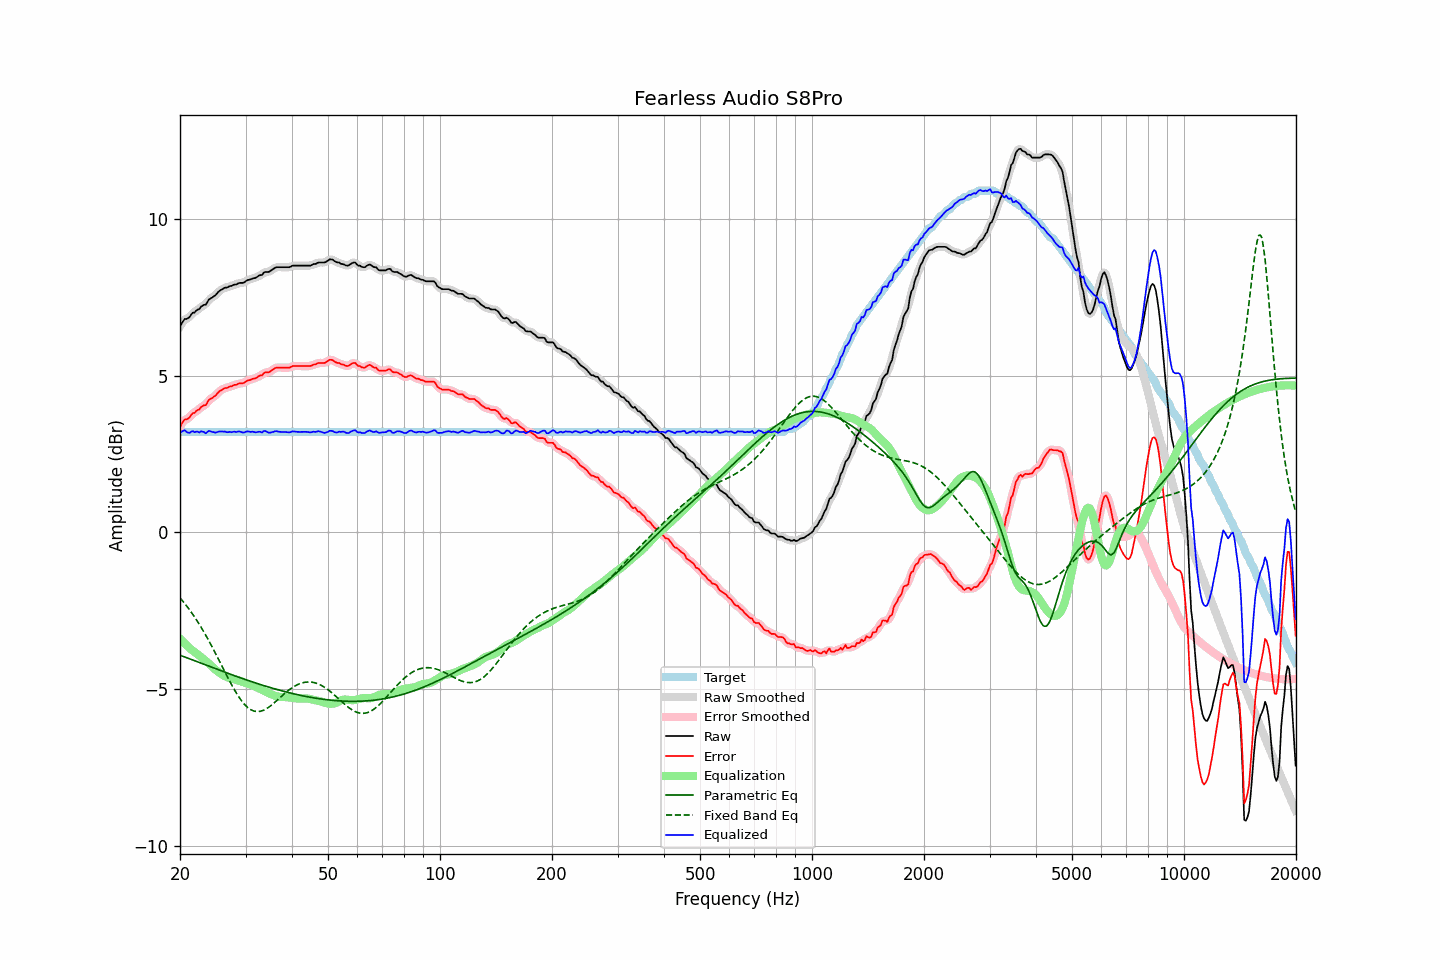 Fearless Audio S8Pro
Amplitude (dBr)
10
5
0
−5
−10
Target
Raw Smoothed
Error Smoothed
Raw
Error
Equalization
Parametric Eq
Fixed Band Eq
Equalized
20 50 100 200 500 1000 2000 5000 10000 20000
Frequency (Hz)